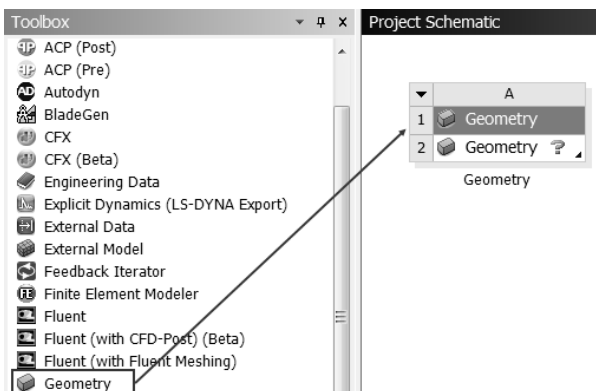 Toolbox
ACP (Post)
ACP (Pre)
Autodyn
BladeGen
CFX
CFX (Beta)
Engineering Data
Explicit Dynamics (LS-DYNA Export)
External Data
External Model
Feedback Iterator
Finite Element Modeler
Fluent
Fluent (with CFD-Post) (Beta)
Fluent (with Fluent Meshing)
Geometry
Project Schematic
A
1 Geometry
2 Geometry ?
Geometry